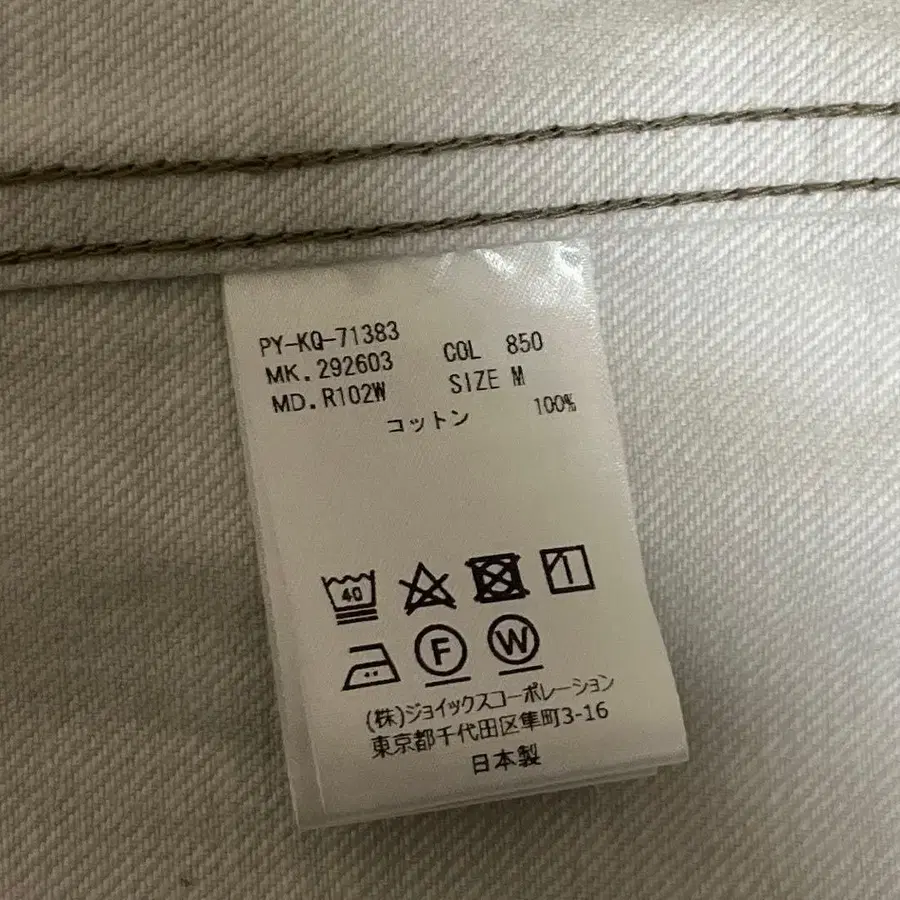 PY-KQ-71383
MK.292603 COL 850
MD.R102W SIZE M
コットン 100%
40
F W
(株)ジョイックスコーポレーション
東京都千代田区隼町3-16
日本製